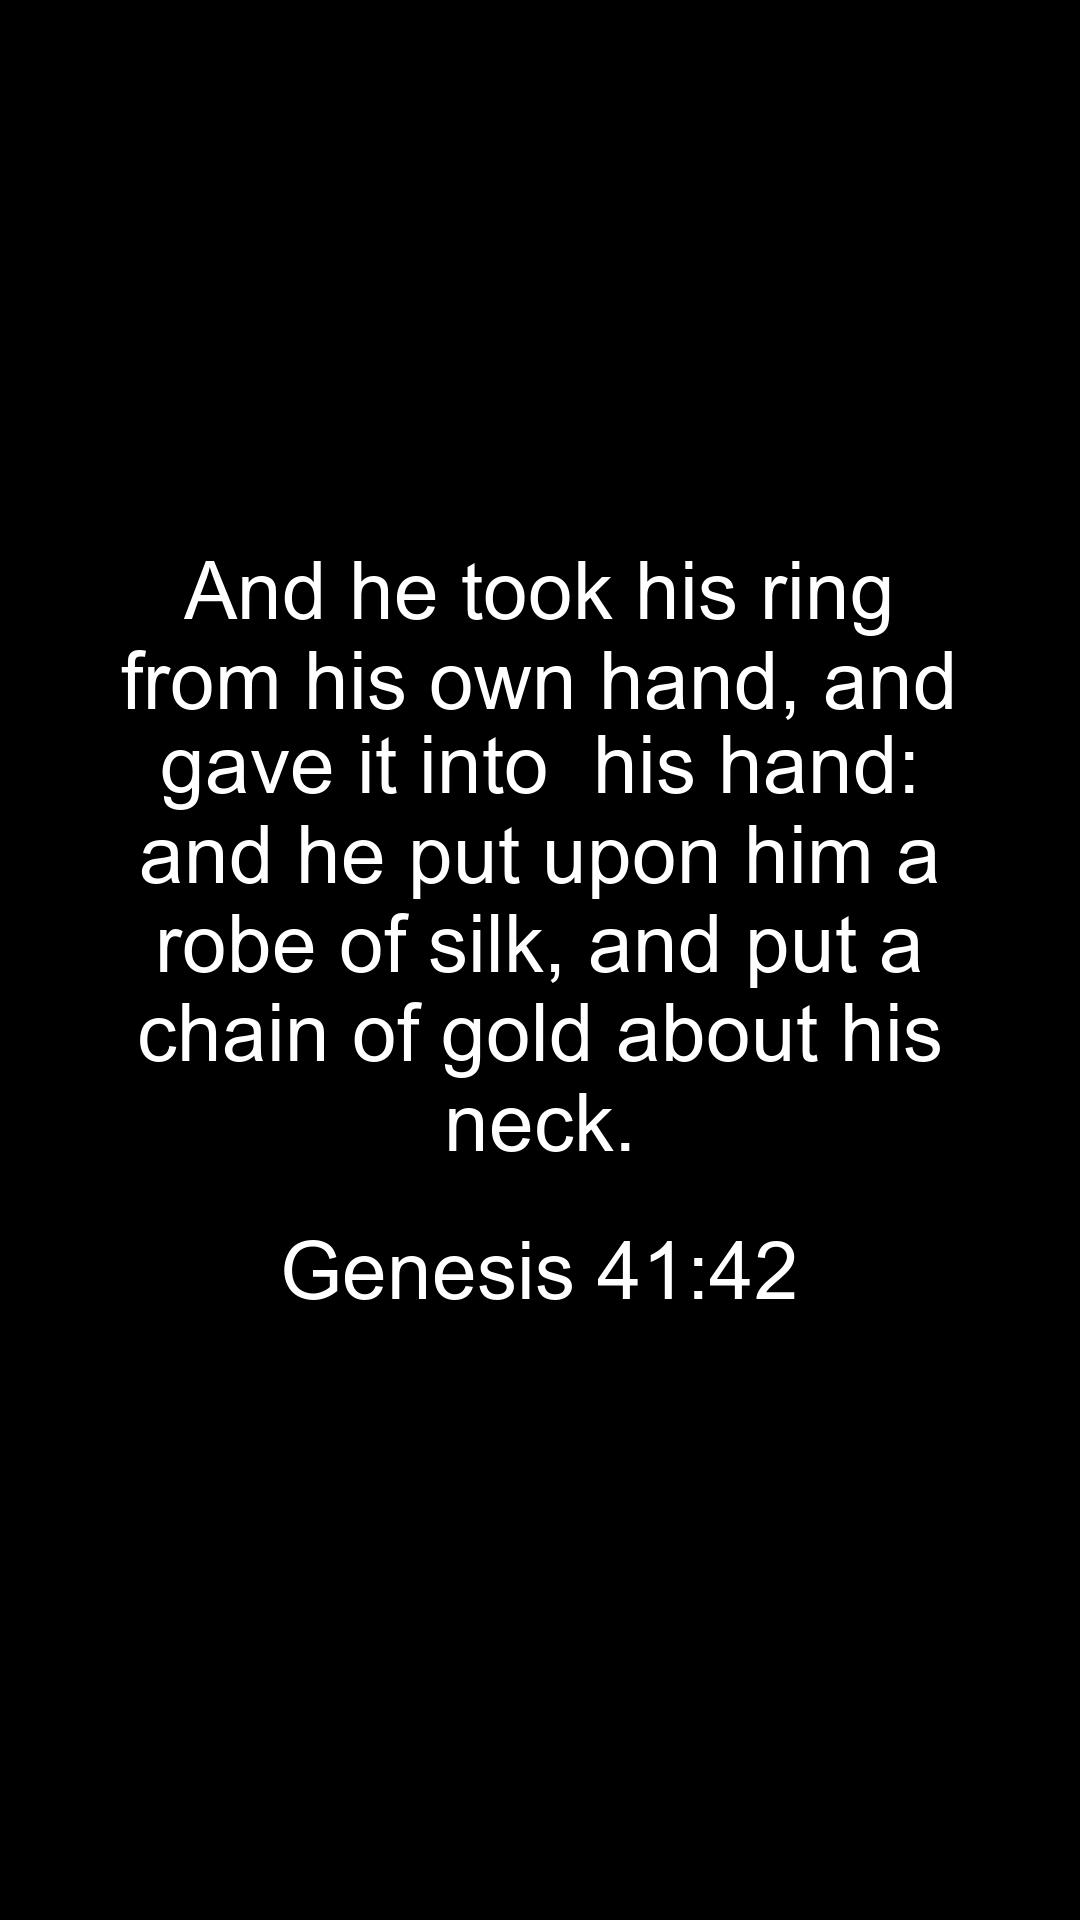 And he took his ring
from his own hand, and
gave it into  his hand:
and he put upon him a
robe of silk, and put a
chain of gold about his
neck.
Genesis 41:42